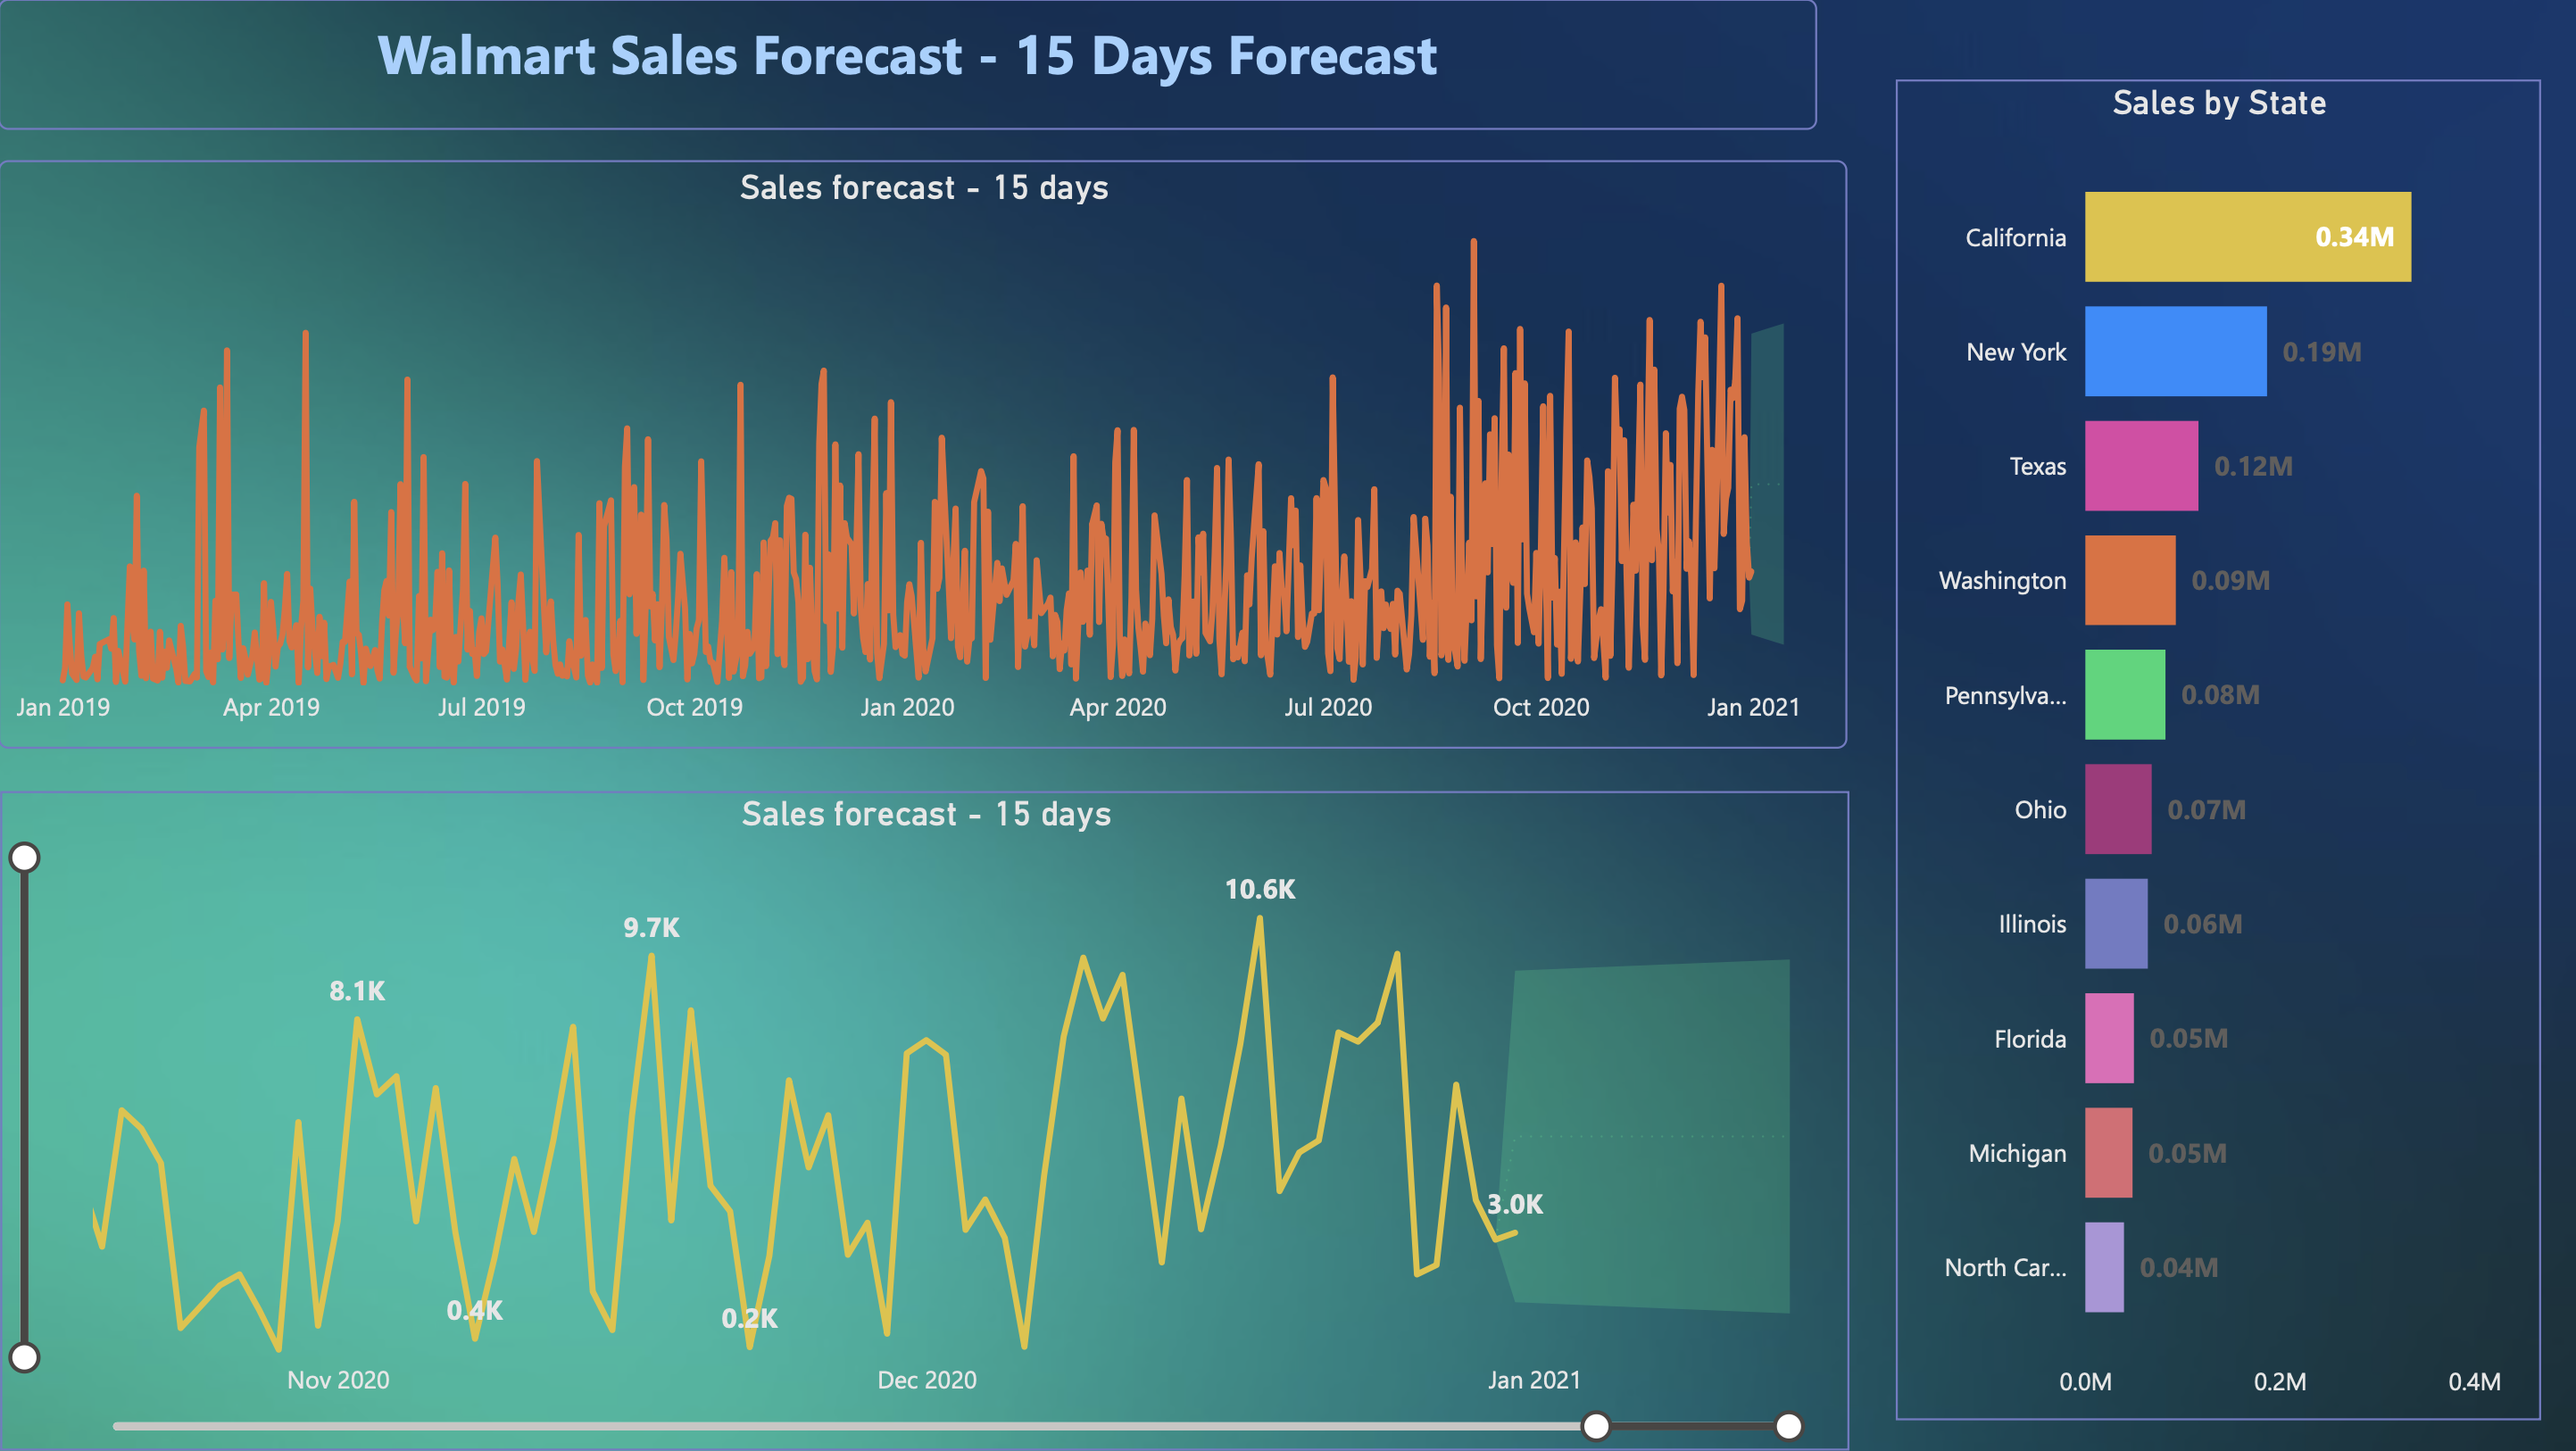 Walmart Sales Forecast - 15 Days Forecast
Sales forecast - 15 days
Jan 2019 Apr 2019 Jul 2019 Oct 2019 Jan 2020 Apr 2020 Jul 2020 Oct 2020 Jan 2021
Sales forecast - 15 days
10.6K
9.7K
8.1K
3.0K
0.4K
0.2K
Nov 2020 Dec 2020 Jan 2021
Sales by State
California 0.34M
New York 0.19M
Texas 0.12M
Washington 0.09M
Pennsylva... 0.08M
Ohio 0.07M
Illinois 0.06M
Florida 0.05M
Michigan 0.05M
North Car... 0.04M
0.0M 0.2M 0.4M